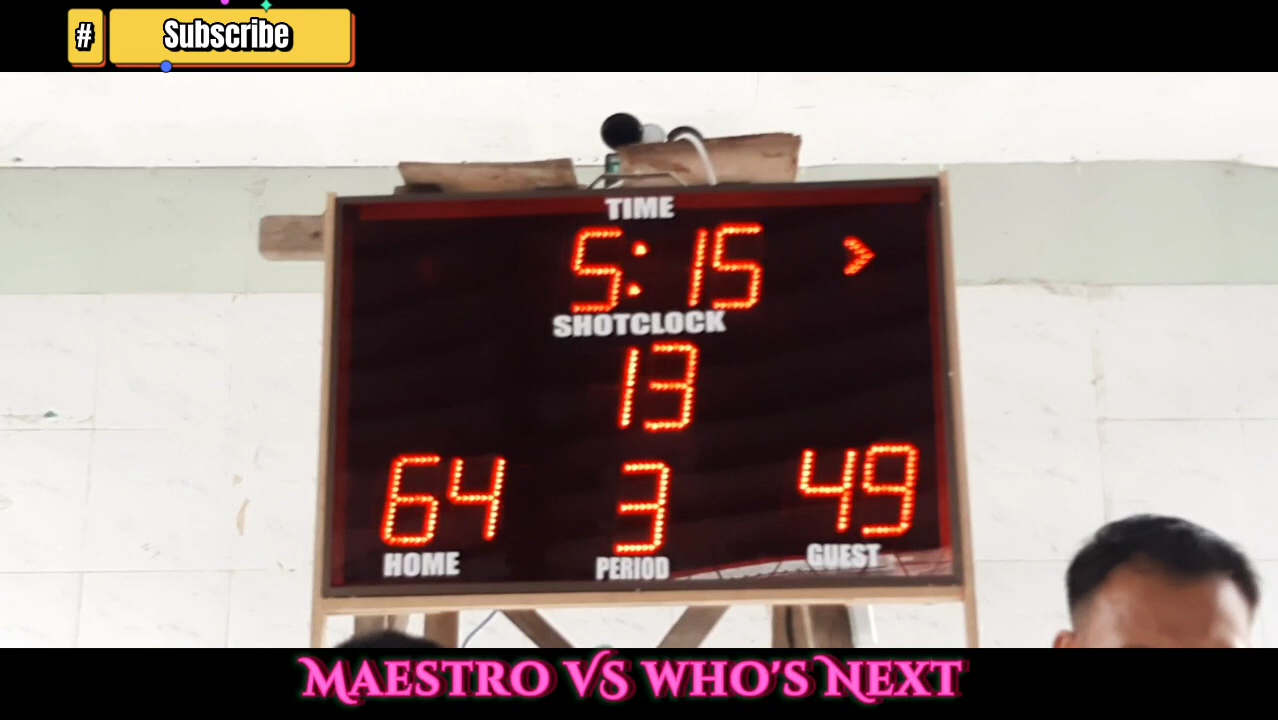 # Subscribe
TIME
5:15 >
SHOTCLOCK
13
64 3 49
HOME PERIOD GUEST
MAESTRO VS WHO'S NEXT